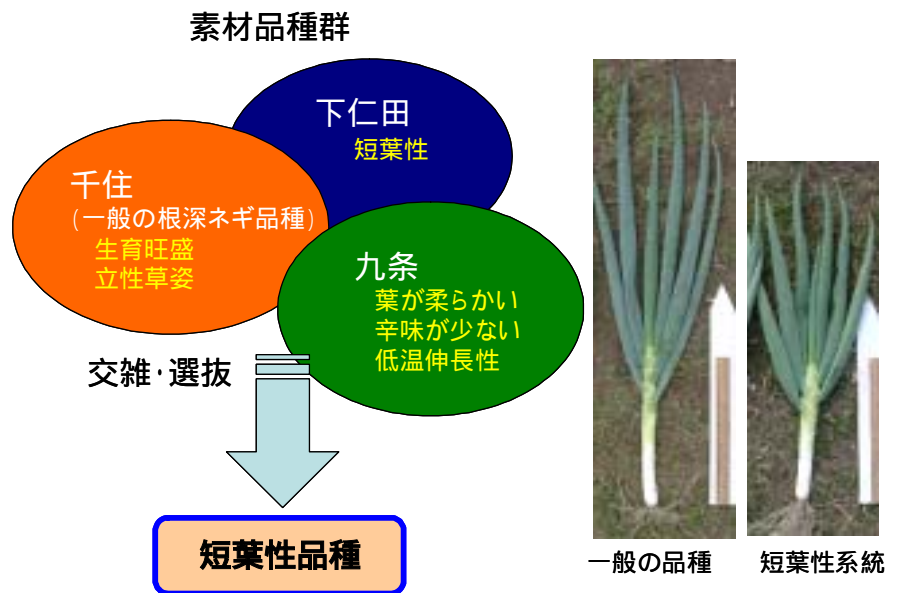 素材品種群
下仁田
短葉性
千住
(一般の根深ネギ品種)
生育旺盛
立性草姿
九条
葉が柔らかい
辛味が少ない
低温伸長性
交雑・選抜
短葉性品種
一般の品種
短葉性系統